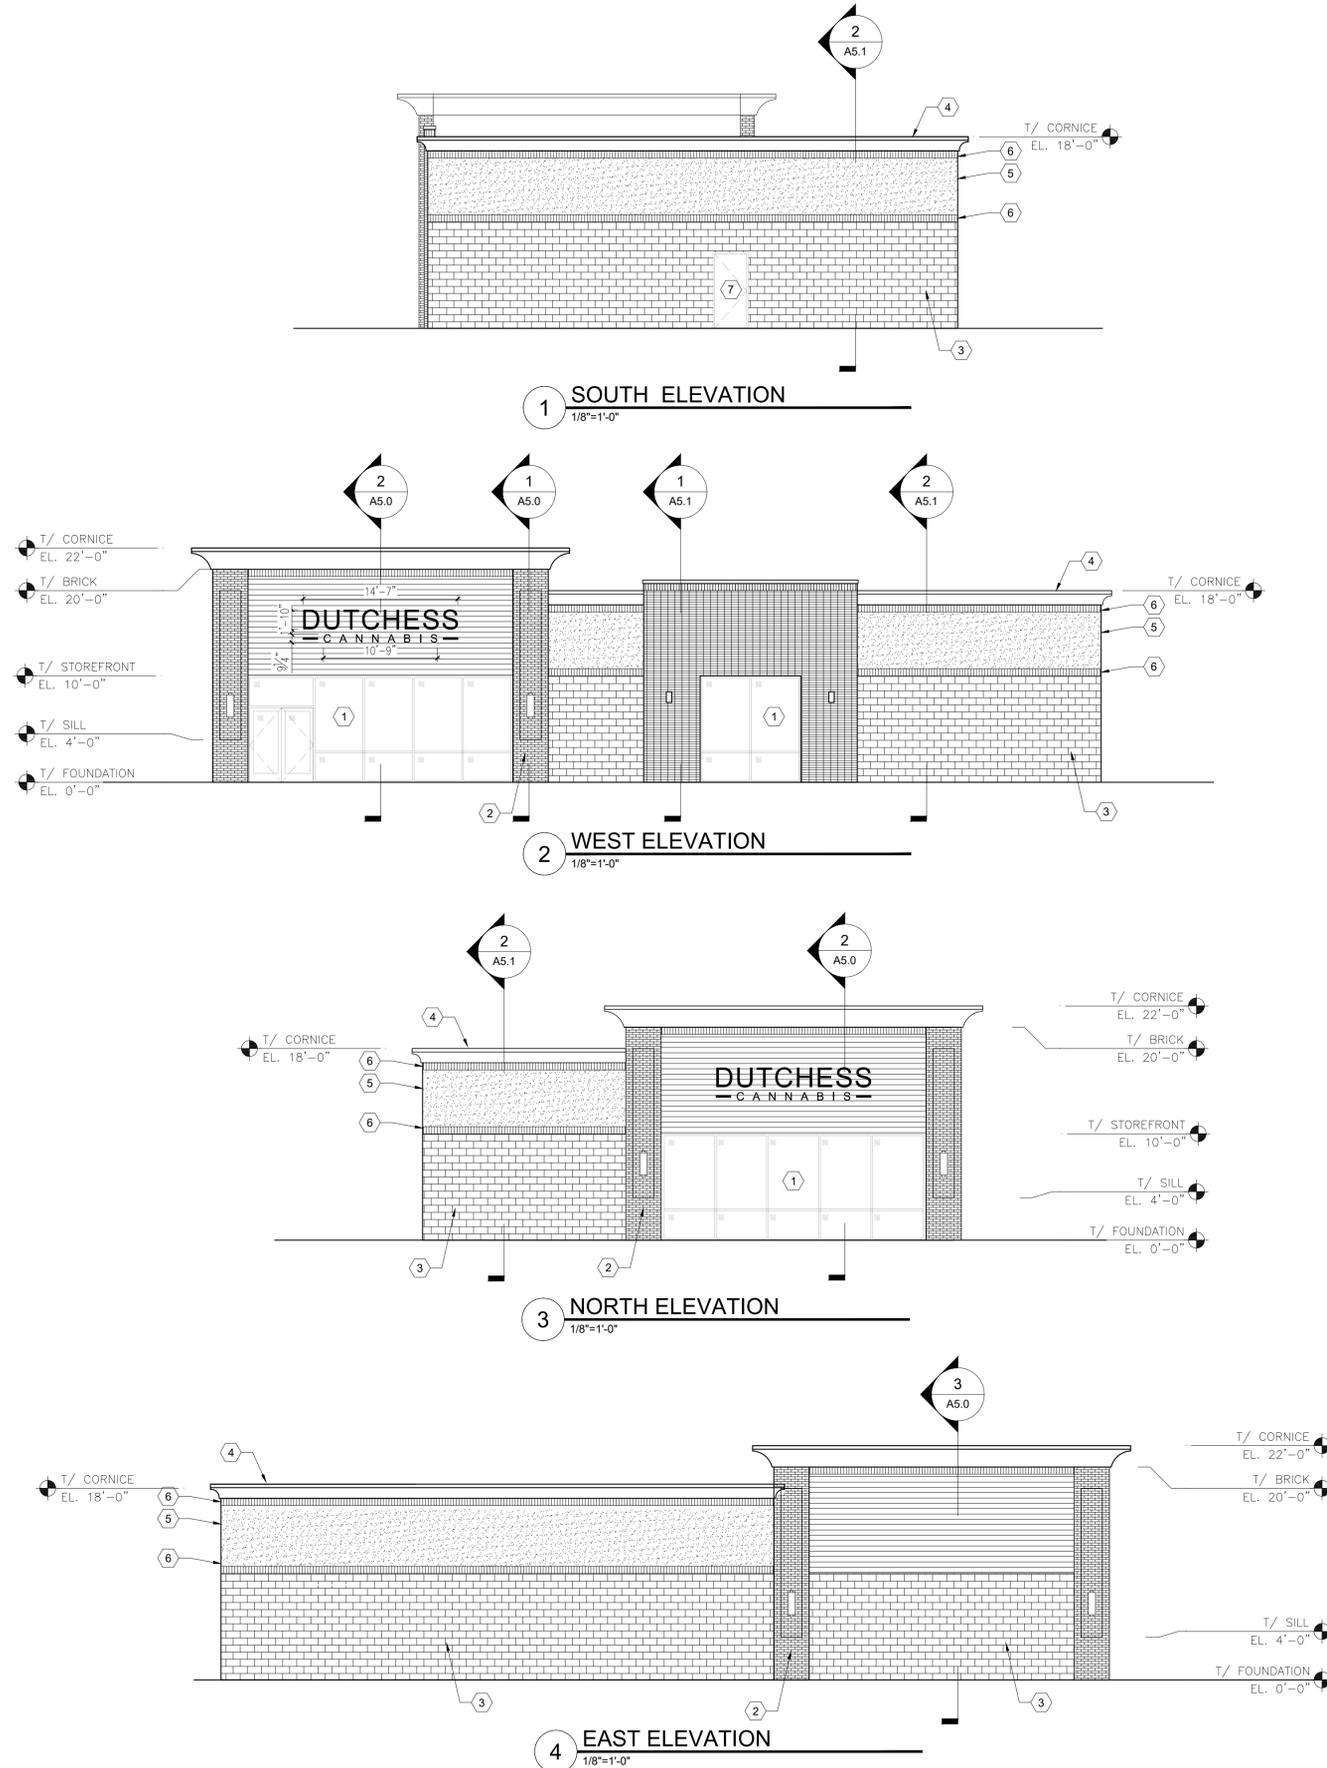 2
A5.1
4
T/ CORNICE
EL. 18'-0"
6
5
6
7
3
1
SOUTH ELEVATION
1/8"=1'-0"
2
A5.0
1
A5.0
1
A5.1
2
A5.1
T/ CORNICE
EL. 22'-0"
T/ BRICK
EL. 20'-0"
4
T/ CORNICE
EL. 18'-0"
14'-7"
DUTCHESS
CANNABIS
10'-9"
6
5
6
T/ STOREFRONT
EL. 10'-0"
1
1
T/ SILL
EL. 4'-0"
T/ FOUNDATION
EL. 0'-0"
2
3
2
WEST ELEVATION
1/8"=1'-0"
2
A5.1
2
A5.0
4
T/ CORNICE
EL. 18'-0"
6
5
6
T/ CORNICE
EL. 22'-0"
T/ BRICK
EL. 20'-0"
DUTCHESS
CANNABIS
T/ STOREFRONT
EL. 10'-0"
1
T/ SILL
EL. 4'-0"
T/ FOUNDATION
EL. 0'-0"
3
2
3
NORTH ELEVATION
1/8"=1'-0"
3
A5.0
4
T/ CORNICE
EL. 18'-0"
6
5
6
T/ CORNICE
EL. 22'-0"
T/ BRICK
EL. 20'-0"
T/ SILL
EL. 4'-0"
T/ FOUNDATION
EL. 0'-0"
3
2
3
4
EAST ELEVATION
1/8"=1'-0"